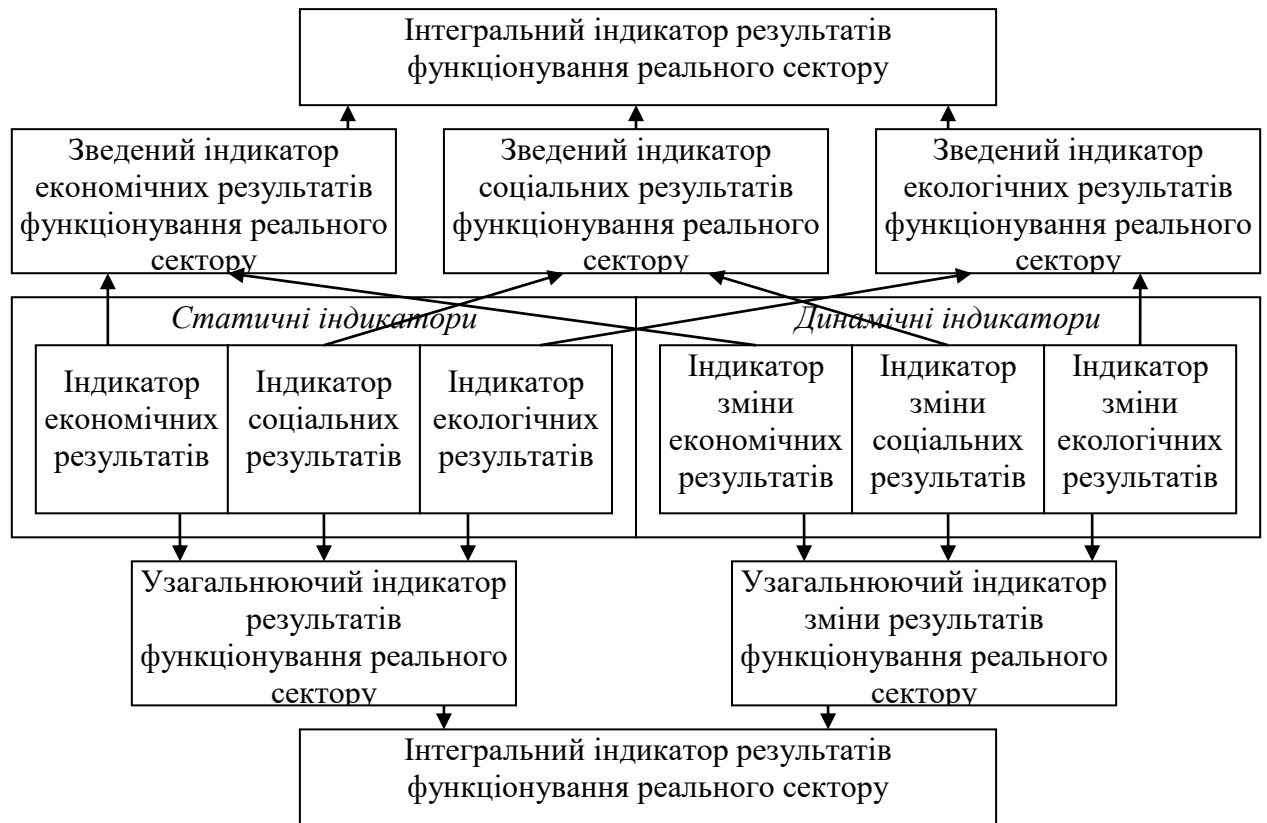 Інтегральний індикатор результатів
функціонування реального сектору
Зведений індикатор
економічних результатів
функціонування реального
сектору
Зведений індикатор
соціальних результатів
функціонування реального
сектору
Зведений індикатор
екологічних результатів
функціонування реального
сектору
Статичні індикатори
Динамічні індикатори
Індикатор
економічних
результатів
Індикатор
соціальних
результатів
Індикатор
екологічних
результатів
Індикатор
зміни
економічних
результатів
Індикатор
зміни
соціальних
результатів
Індикатор
зміни
екологічних
результатів
Узагальнюючий індикатор
результатів
функціонування реального
сектору
Узагальнюючий індикатор
зміни результатів
функціонування реального
сектору
Інтегральний індикатор результатів
функціонування реального сектору